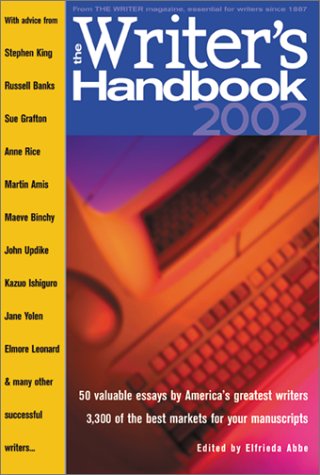 From THE WRITER magazine, essential for writers since 1887
the Writer's
Handbook
2002
With advice from
Stephen King
Russell Banks
Sue Grafton
Anne Rice
Martin Amis
Maeve Binchy
John Updike
Kazuo Ishiguro
Jane Yolen
Elmore Leonard
& many other
successful
writers...
50 valuable essays by America's greatest writers
3,300 of the best markets for your manuscripts
Edited by Elfrieda Abbe